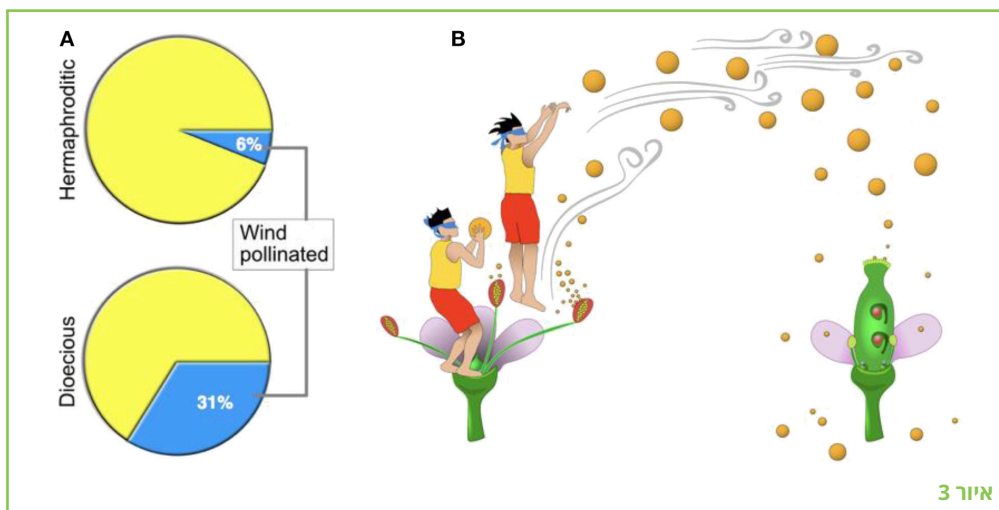 A
B
Hermaphroditic
6%
Wind
pollinated
Dioecious
31%
איור 3